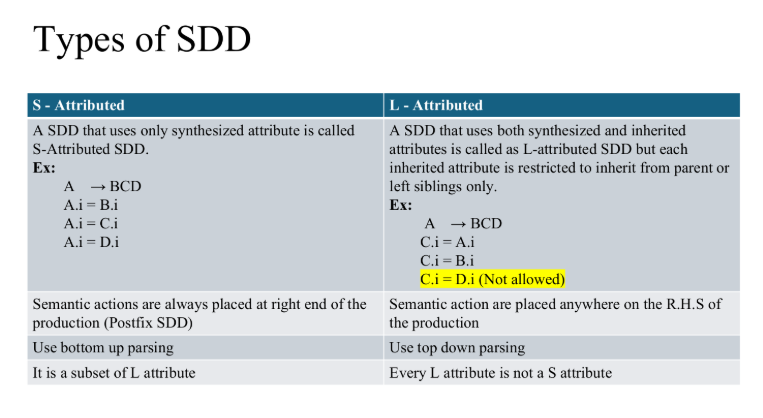 Types of SDD
S - Attributed
L - Attributed
A SDD that uses only synthesized attribute is called
S-Attributed SDD.
Ex:
A → BCD
A.i = B.i
A.i = C.i
A.i = D.i
A SDD that uses both synthesized and inherited
attributes is called as L-attributed SDD but each
inherited attribute is restricted to inherit from parent or
left siblings only.
Ex:
A → BCD
C.i = A.i
C.i = B.i
C.i = D.i (Not allowed)
Semantic actions are always placed at right end of the
production (Postfix SDD)
Semantic action are placed anywhere on the R.H.S of
the production
Use bottom up parsing
Use top down parsing
It is a subset of L attribute
Every L attribute is not a S attribute